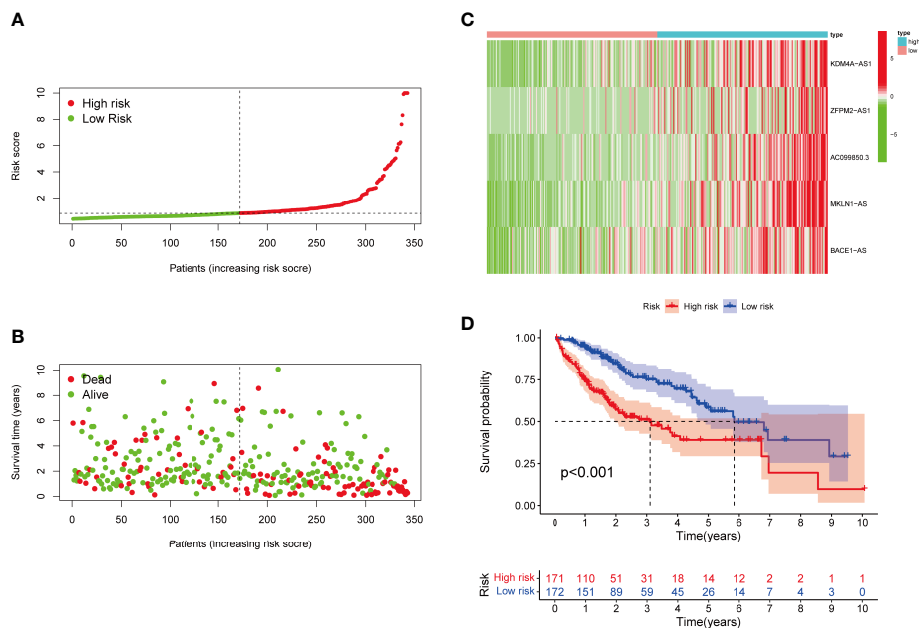 A
High risk
Low Risk
Risk score
10
8
6
4
2
0 50 100 150 200 250 300 350
Patients (increasing risk socre)
B
Dead
Alive
Survival time (years)
10
8
6
4
2
0
0 50 100 150 200 250 300 350
Patients (increasing risk socre)
C
type
KDM4A−AS1
ZFPM2−AS1
AC099850.3
MKLN1−AS
BACE1−AS
5
0
−5
type
high
low
D
Risk High risk Low risk
Survival probability
1.00
0.75
0.50
0.25
0.00
p<0.001
0 1 2 3 4 5 6 7 8 9 10
Time(years)
Risk
High risk 171 110 51 31 18 14 12 2 2 1 1
Low risk 172 151 89 59 45 26 14 7 4 3 0
0 1 2 3 4 5 6 7 8 9 10
Time(years)